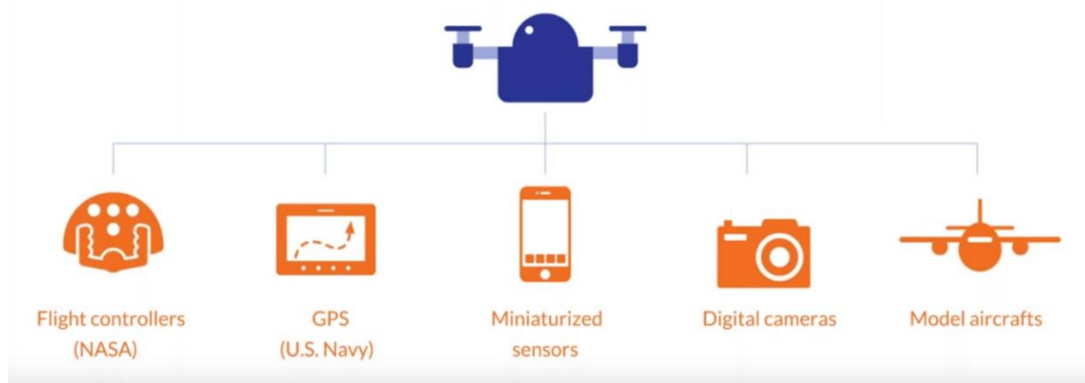 Flight controllers
(NASA)
GPS
(U.S. Navy)
Miniaturized
sensors
Digital cameras
Model aircrafts